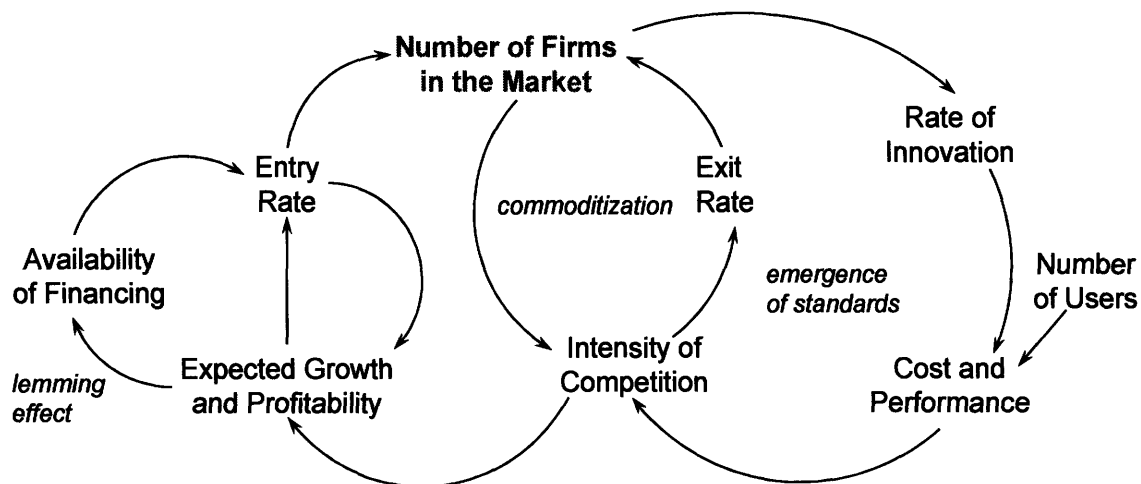 Number of Firms
in the Market
Rate of
Innovation
Entry
Rate
Exit
Rate
commoditization
Availability
of Financing
emergence
of standards
Number
of Users
Intensity of
Competition
Expected Growth
and Profitability
Cost and
Performance
lemming
effect